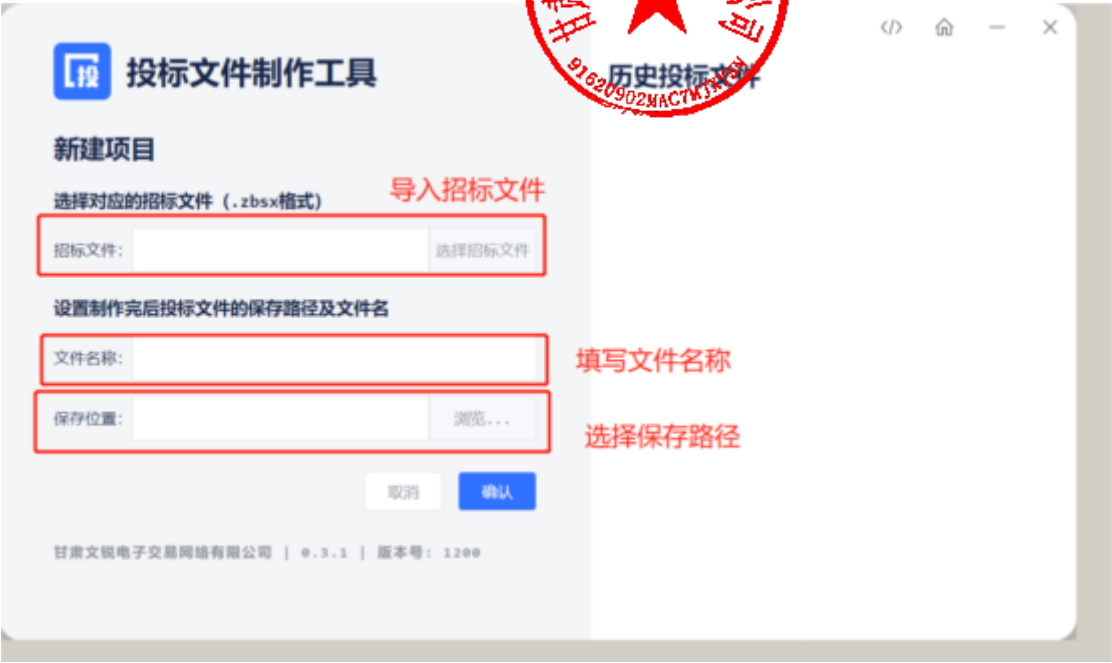 </>
投
投标文件制作工具
历史投标文件
新建项目
选择对应的招标文件（.zbsx格式）
导入招标文件
招标文件：
选择招标文件
设置制作完后投标文件的保存路径及文件名
文件名称：
填写文件名称
保存位置：
浏览...
选择保存路径
取消
确认
甘肃文锐电子交易网络有限公司 | 0.3.1 | 版本号: 1200